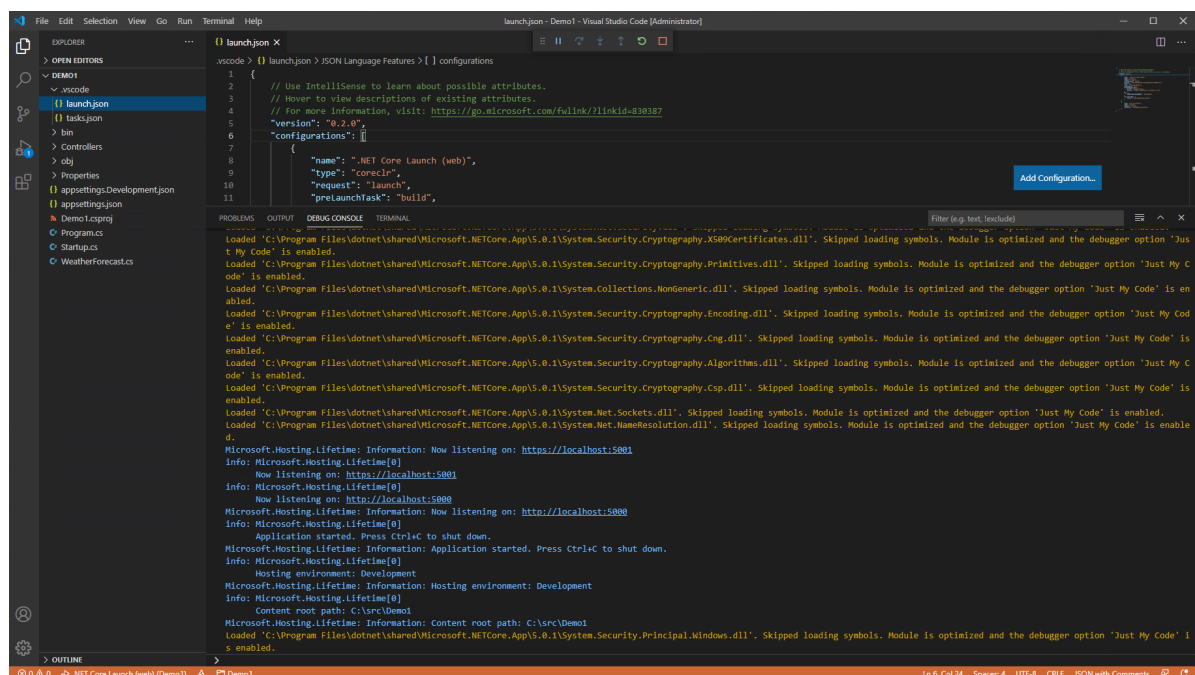 File Edit Selection View Go Run Terminal Help
launch.json - Demo1 - Visual Studio Code [Administrator]
EXPLORER
OPEN EDITORS
DEMO1
.vscode
{} launch.json
{} tasks.json
bin
Controllers
obj
Properties
{} appsettings.Development.json
{} appsettings.json
Demo1.csproj
Program.cs
Startup.cs
WeatherForecast.cs
OUTLINE
1
{} launch.json
.vscode > {} launch.json > JSON Language Features > [ ] configurations
1 {
2 // Use IntelliSense to learn about possible attributes.
3 // Hover to view descriptions of existing attributes.
4 // For more information, visit: https://go.microsoft.com/fwlink/?linkid=830387
5 "version": "0.2.0",
6 "configurations": [
7 {
8 "name": ".NET Core Launch (web)",
9 "type": "coreclr",
10 "request": "launch",
11 "preLaunchTask": "build",
Add Configuration...
PROBLEMS OUTPUT DEBUG CONSOLE TERMINAL
Filter (e.g. text, !exclude)
Loaded 'C:\Program Files\dotnet\shared\Microsoft.NETCore.App\5.0.1\System.Security.Cryptography.X509Certificates.dll'. Skipped loading symbols. Module is optimized and the debugger option 'Jus
t My Code' is enabled.
Loaded 'C:\Program Files\dotnet\shared\Microsoft.NETCore.App\5.0.1\System.Security.Cryptography.Primitives.dll'. Skipped loading symbols. Module is optimized and the debugger option 'Just My C
ode' is enabled.
Loaded 'C:\Program Files\dotnet\shared\Microsoft.NETCore.App\5.0.1\System.Collections.NonGeneric.dll'. Skipped loading symbols. Module is optimized and the debugger option 'Just My Code' is en
abled.
Loaded 'C:\Program Files\dotnet\shared\Microsoft.NETCore.App\5.0.1\System.Security.Cryptography.Encoding.dll'. Skipped loading symbols. Module is optimized and the debugger option 'Just My Cod
e' is enabled.
Loaded 'C:\Program Files\dotnet\shared\Microsoft.NETCore.App\5.0.1\System.Security.Cryptography.Cng.dll'. Skipped loading symbols. Module is optimized and the debugger option 'Just My Code' is
enabled.
Loaded 'C:\Program Files\dotnet\shared\Microsoft.NETCore.App\5.0.1\System.Security.Cryptography.Algorithms.dll'. Skipped loading symbols. Module is optimized and the debugger option 'Just My C
ode' is enabled.
Loaded 'C:\Program Files\dotnet\shared\Microsoft.NETCore.App\5.0.1\System.Security.Cryptography.Csp.dll'. Skipped loading symbols. Module is optimized and the debugger option 'Just My Code' is
enabled.
Loaded 'C:\Program Files\dotnet\shared\Microsoft.NETCore.App\5.0.1\System.Net.Sockets.dll'. Skipped loading symbols. Module is optimized and the debugger option 'Just My Code' is enabled.
Loaded 'C:\Program Files\dotnet\shared\Microsoft.NETCore.App\5.0.1\System.Net.NameResolution.dll'. Skipped loading symbols. Module is optimized and the debugger option 'Just My Code' is enable
d.
Microsoft.Hosting.Lifetime: Information: Now listening on: https://localhost:5001
info: Microsoft.Hosting.Lifetime[0]
Now listening on: https://localhost:5001
info: Microsoft.Hosting.Lifetime[0]
Now listening on: http://localhost:5000
Microsoft.Hosting.Lifetime: Information: Now listening on: http://localhost:5000
info: Microsoft.Hosting.Lifetime[0]
Application started. Press Ctrl+C to shut down.
Microsoft.Hosting.Lifetime: Information: Application started. Press Ctrl+C to shut down.
info: Microsoft.Hosting.Lifetime[0]
Hosting environment: Development
Microsoft.Hosting.Lifetime: Information: Hosting environment: Development
info: Microsoft.Hosting.Lifetime[0]
Content root path: C:\src\Demo1
Microsoft.Hosting.Lifetime: Information: Content root path: C:\src\Demo1
Loaded 'C:\Program Files\dotnet\shared\Microsoft.NETCore.App\5.0.1\System.Security.Principal.Windows.dll'. Skipped loading symbols. Module is optimized and the debugger option 'Just My Code' i
s enabled.
>
0 0 .NET Core Launch (web) (Demo1) Demo1 Ln 6, Col 24 Spaces: 4 UTF-8 CRLF JSON with Comments